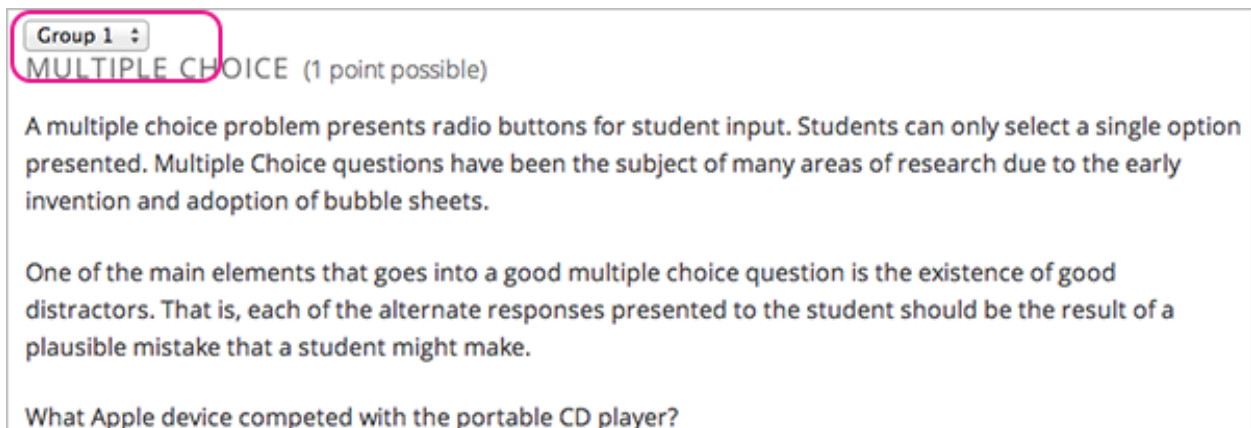 Group 1
MULTIPLE CHOICE (1 point possible)
A multiple choice problem presents radio buttons for student input. Students can only select a single option
presented. Multiple Choice questions have been the subject of many areas of research due to the early
invention and adoption of bubble sheets.
One of the main elements that goes into a good multiple choice question is the existence of good
distractors. That is, each of the alternate responses presented to the student should be the result of a
plausible mistake that a student might make.
What Apple device competed with the portable CD player?